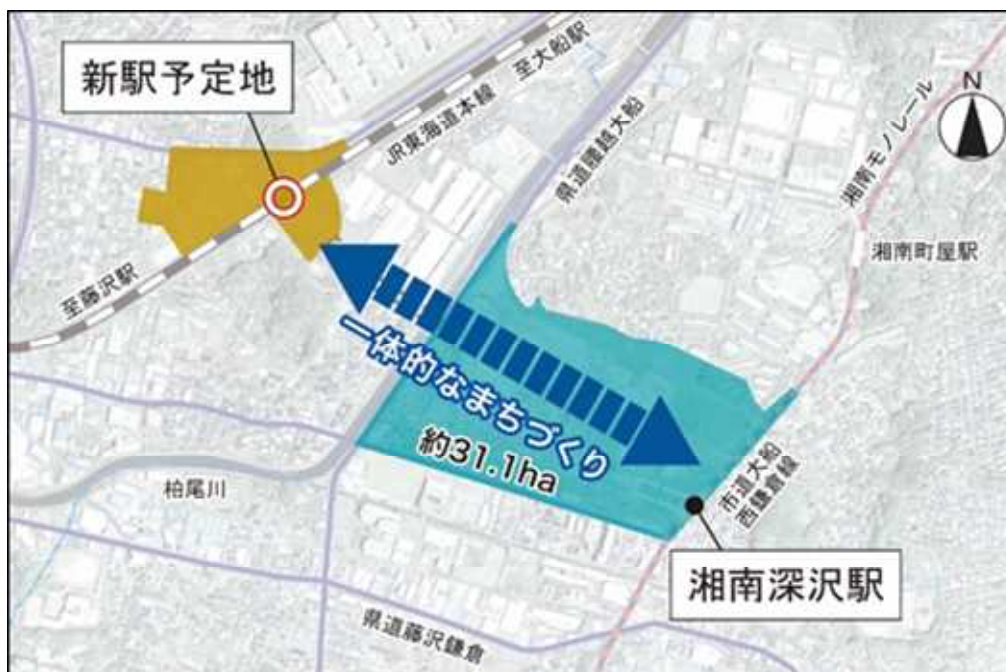 新駅予定地
至大船駅
JR東海道本線
県道腰越大船
N
湘南モノレール
湘南町屋駅
至藤沢駅
一体的なまちづくり
約31.1ha
市道大船
西鎌倉線
柏尾川
湘南深沢駅
県道藤沢鎌倉